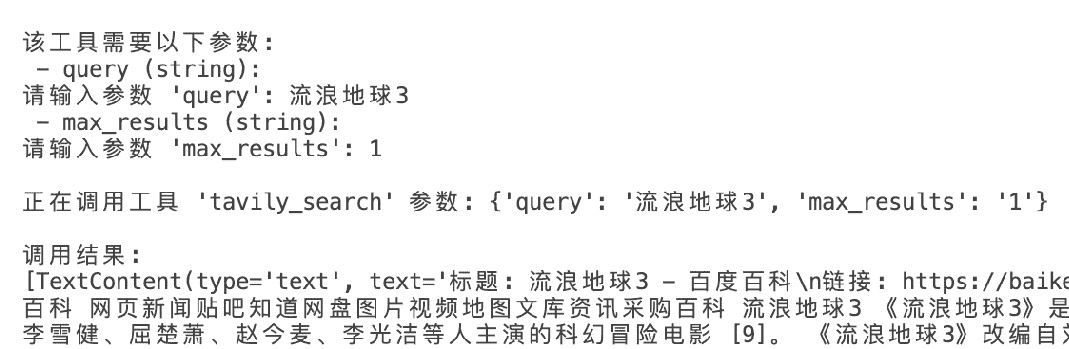 该工具需要以下参数:
- query (string):
请输入参数 'query': 流浪地球3
- max_results (string):
请输入参数 'max_results': 1
正在调用工具 'tavily_search' 参数: {'query': '流浪地球3', 'max_results': '1'}
调用结果:
[TextContent(type='text', text='标题: 流浪地球3 - 百度百科\n链接: https://baike
百科 网页新闻贴吧知道网盘图片视频地图文库资讯采购百科 流浪地球3 《流浪地球3》是
李雪健、屈楚萧、赵今麦、李光洁等人主演的科幻冒险电影 [9]。 《流浪地球3》改编自刘